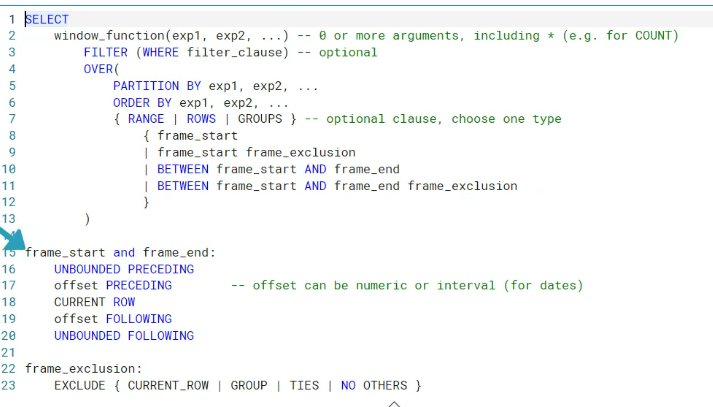 1 SELECT
2 window_function(exp1, exp2, ...) -- 0 or more arguments, including * (e.g. for COUNT)
3 FILTER (WHERE filter_clause) -- optional
4 OVER(
5 PARTITION BY exp1, exp2, ...
6 ORDER BY exp1, exp2, ...
7 { RANGE | ROWS | GROUPS } -- optional clause, choose one type
8 { frame_start
9 | frame_start frame_exclusion
10 | BETWEEN frame_start AND frame_end
11 | BETWEEN frame_start AND frame_end frame_exclusion
12 }
13 )
15 frame_start and frame_end:
16 UNBOUNDED PRECEDING
17 offset PRECEDING -- offset can be numeric or interval (for dates)
18 CURRENT ROW
19 offset FOLLOWING
20 UNBOUNDED FOLLOWING
21
22 frame_exclusion:
23 EXCLUDE { CURRENT_ROW | GROUP | TIES | NO OTHERS }